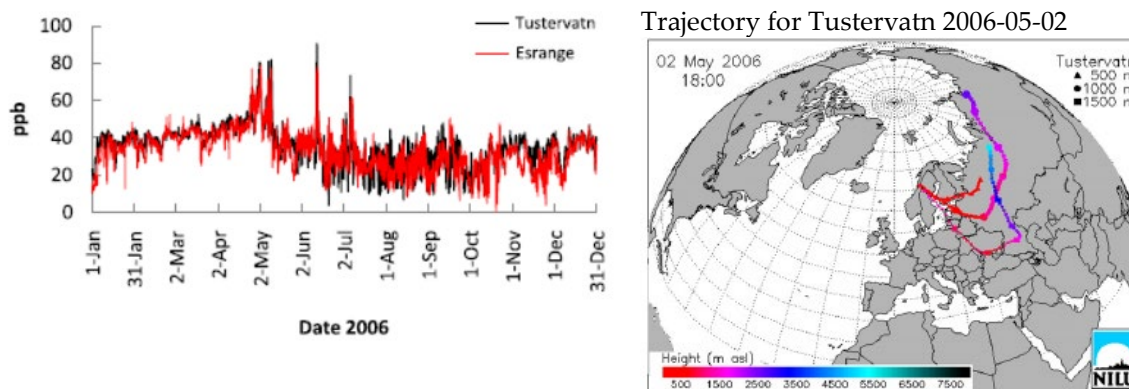 100
80
60
40
20
0
ppb
Tustervatn
Esrange
1-Jan
31-Jan
2-Mar
2-Apr
2-May
2-Jun
2-Jul
1-Aug
1-Sep
1-Oct
1-Nov
1-Dec
31-Dec
Date 2006
Trajectory for Tustervatn 2006-05-02
02 May 2006
18:00
Tustervatn
500 m
1000 m
1500 m
Height (m asl)
500 1500 2500 3500 4500 5500 6500 7500
NILU